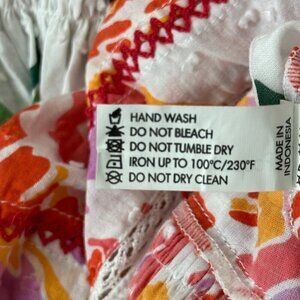 HAND WASH
DO NOT BLEACH
DO NOT TUMBLE DRY
IRON UP TO 100°C/230°F
DO NOT DRY CLEAN
MADE IN
INDONESIA